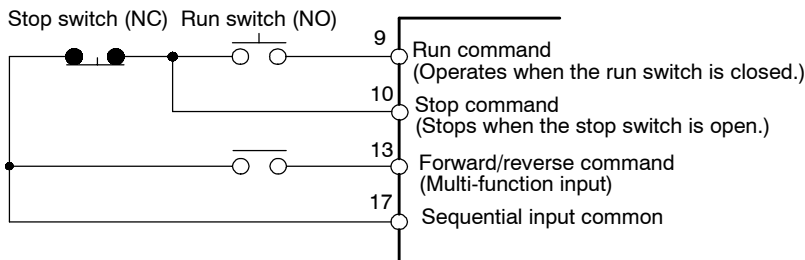 Stop switch (NC) Run switch (NO)
9
Run command
(Operates when the run switch is closed.)
10
Stop command
(Stops when the stop switch is open.)
13
Forward/reverse command
(Multi-function input)
17
Sequential input common